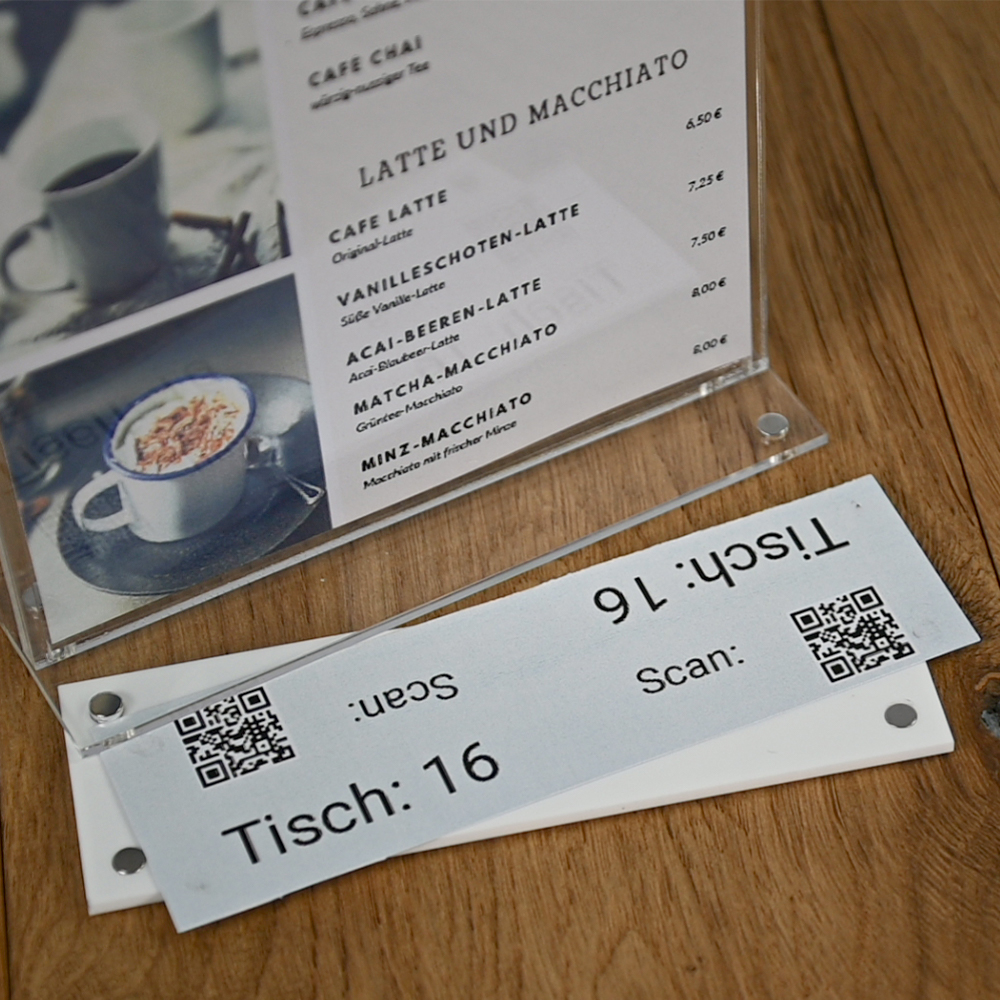 CAFE CHAI
würzig-nussiger Tee
LATTE UND MACCHIATO
CAFE LATTE 6,50 €
Original-Latte
VANILLESCHOTEN-LATTE 7,25 €
Süße Vanille-Latte
ACAI-BEEREN-LATTE 7,50 €
Acai-Blaubeer-Latte
MATCHA-MACCHIATO 8,00 €
Grüntee-Macchiato
MINZ-MACCHIATO 8,00 €
Macchiato mit frischer Minze
Tisch: 16
Scan:
Scan:
Tisch: 16